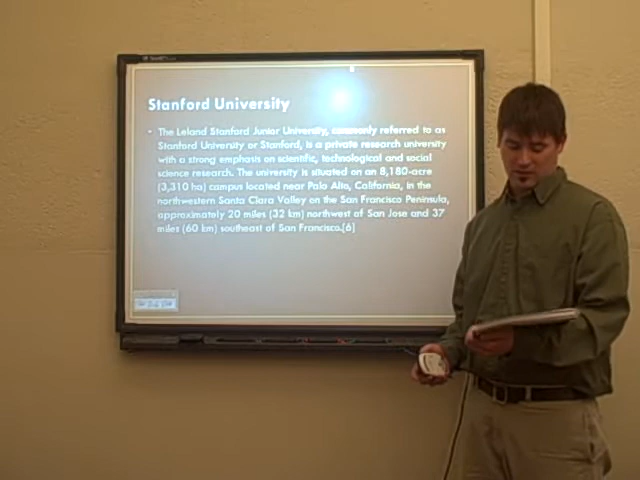 Stanford University
• The Leland Stanford Junior University, commonly referred to as
Stanford University or Stanford, is a private research university
with a strong emphasis on scientific, technological and social
science research. The university is situated on an 8,180-acre
(3,310 ha) campus located near Palo Alto, California, in the
northwestern Santa Clara Valley on the San Francisco Peninsula,
approximately 20 miles (32 km) northwest of San Jose and 37
miles (60 km) southeast of San Francisco.[6]